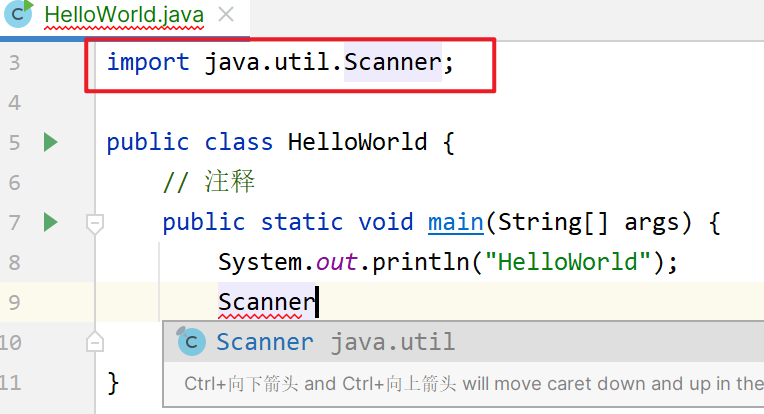 C HelloWorld.java
3 import java.util.Scanner;
4
5 public class HelloWorld {
6 // 注释
7 public static void main(String[] args) {
8 System.out.println("HelloWorld");
9 Scanner
10 C Scanner java.util
11 } Ctrl+向下箭头 and Ctrl+向上箭头 will move caret down and up in the